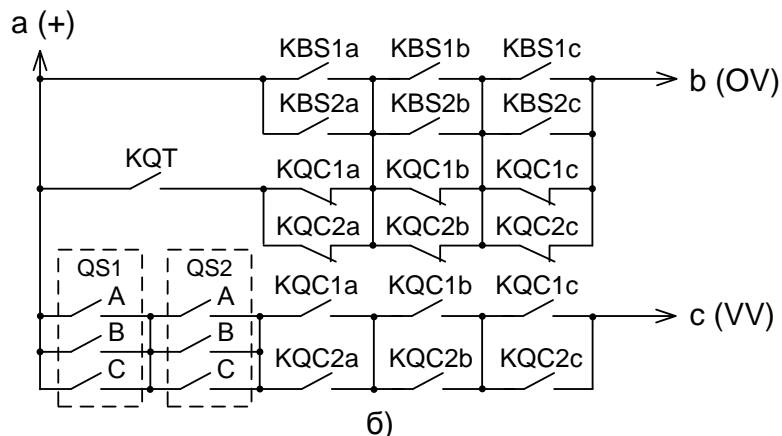 a (+)
KBS1a KBS1b KBS1c
b (OV)
KBS2a KBS2b KBS2c
KQT
KQC1a KQC1b KQC1c
KQC2a KQC2b KQC2c
QS1 QS2
KQC1a KQC1b KQC1c
A A
c (VV)
B B
KQC2a KQC2b KQC2c
C C
б)